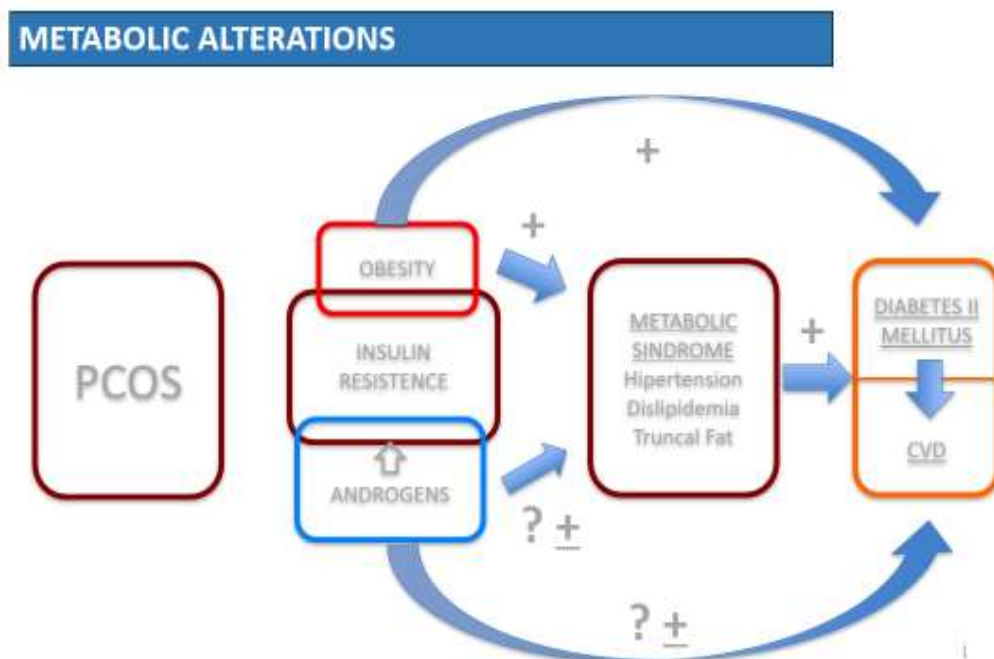 METABOLIC ALTERATIONS
+
OBESITY
+
PCOS
INSULIN
RESISTENCE
ANDROGENS
? ±
METABOLIC
SINDROME
Hipertension
Dislipidemia
Truncal Fat
+
DIABETES II
MELLITUS
CVD
? ±